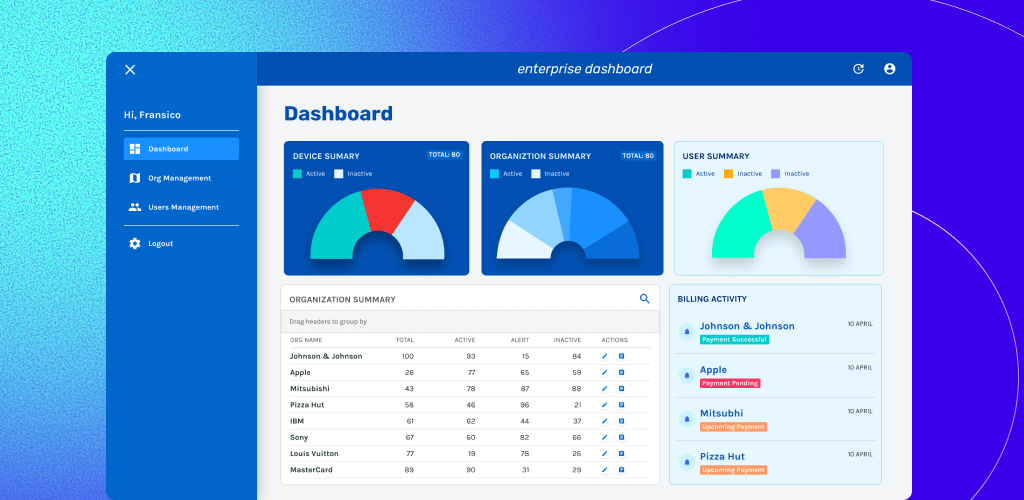 enterprise dashboard
Hi, Fransico
Dashboard
Org Management
Users Management
Logout
Dashboard
DEVICE SUMARY TOTAL: 80
Active Inactive
ORGANIZTION SUMMARY TOTAL: 80
Active Inactive
USER SUMMARY
Active Inactive Inactive
ORGANIZATION SUMMARY
Drag headers to group by
ORG NAME TOTAL ACTIVE ALERT INACTIVE ACTIONS
Johnson & Johnson 100 93 15 84
Apple 26 77 65 59
Mitsubishi 43 78 87 88
Pizza Hut 58 46 96 21
IBM 61 62 44 37
Sony 67 60 82 66
Louis Vuitton 77 19 78 26
MasterCard 89 90 31 29
BILLING ACTIVITY
Johnson & Johnson 10 APRIL
Payment Successful
Apple 10 APRIL
Payment Pending
Mitsubhi 10 APRIL
Upcoming Payment
Pizza Hut 10 APRIL
Upcoming Payment